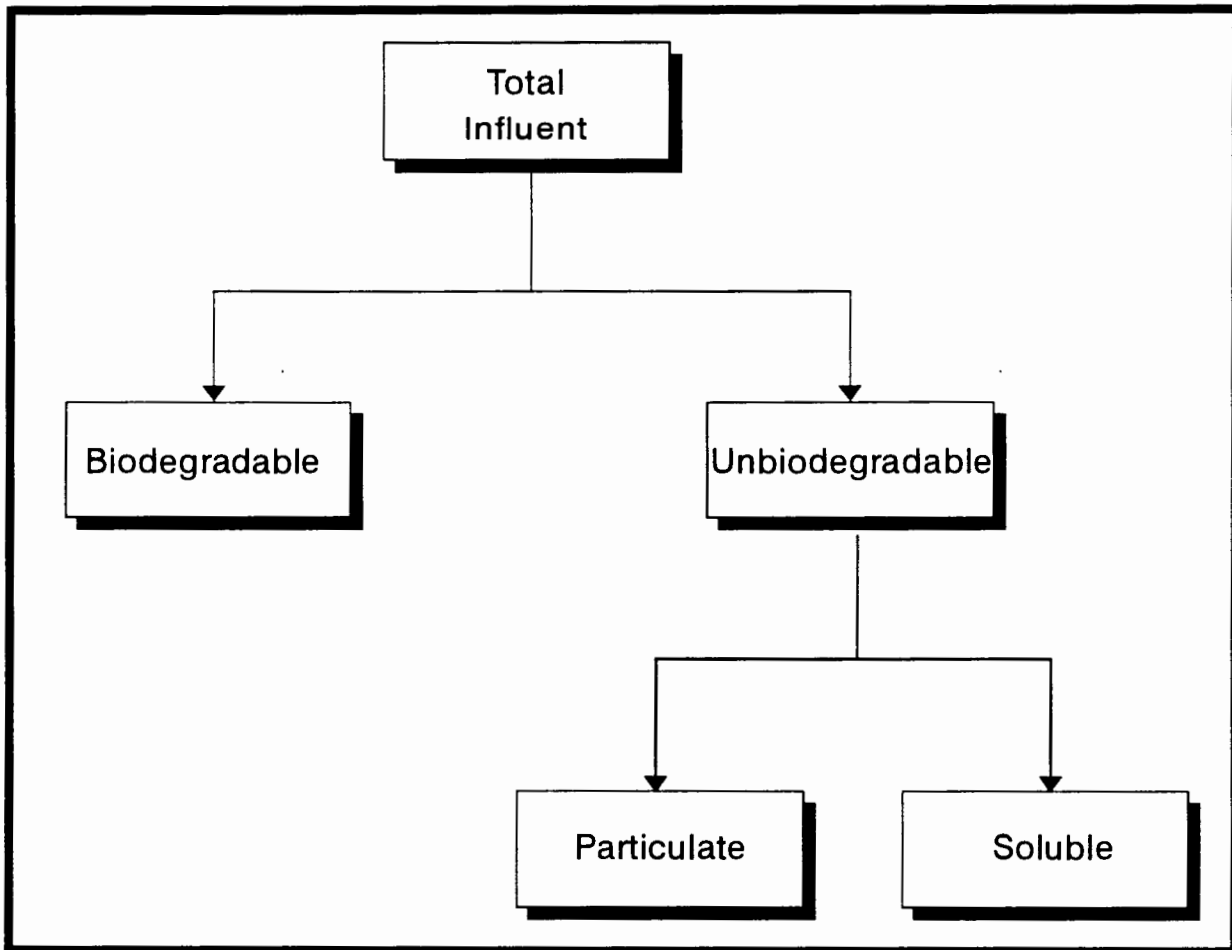 Total
Influent
Biodegradable
Unbiodegradable
Particulate
Soluble